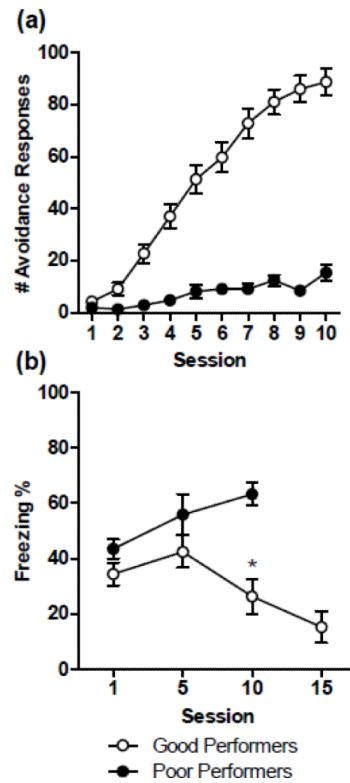 (a)
# Avoidance Responses
100
80
60
40
20
0
1 2 3 4 5 6 7 8 9 10
Session
(b)
Freezing %
100
80
60
40
20
0
*
1 5 10 15
Session
Good Performers
Poor Performers